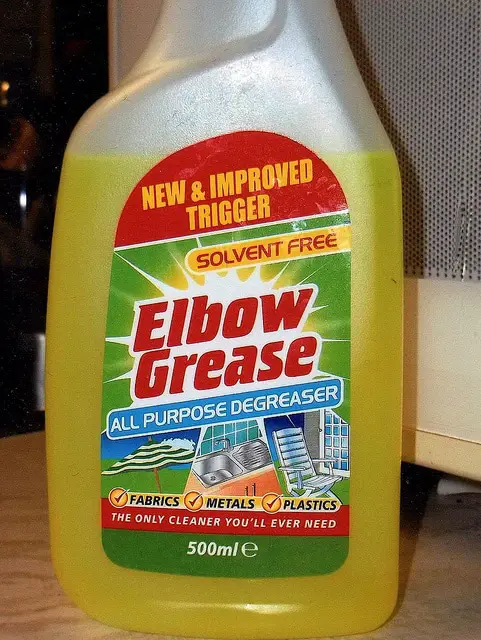 NEW & IMPROVED
TRIGGER
SOLVENT FREE
Elbow
Grease
ALL PURPOSE DEGREASER
FABRICS METALS PLASTICS
THE ONLY CLEANER YOU'LL EVER NEED
500ml e